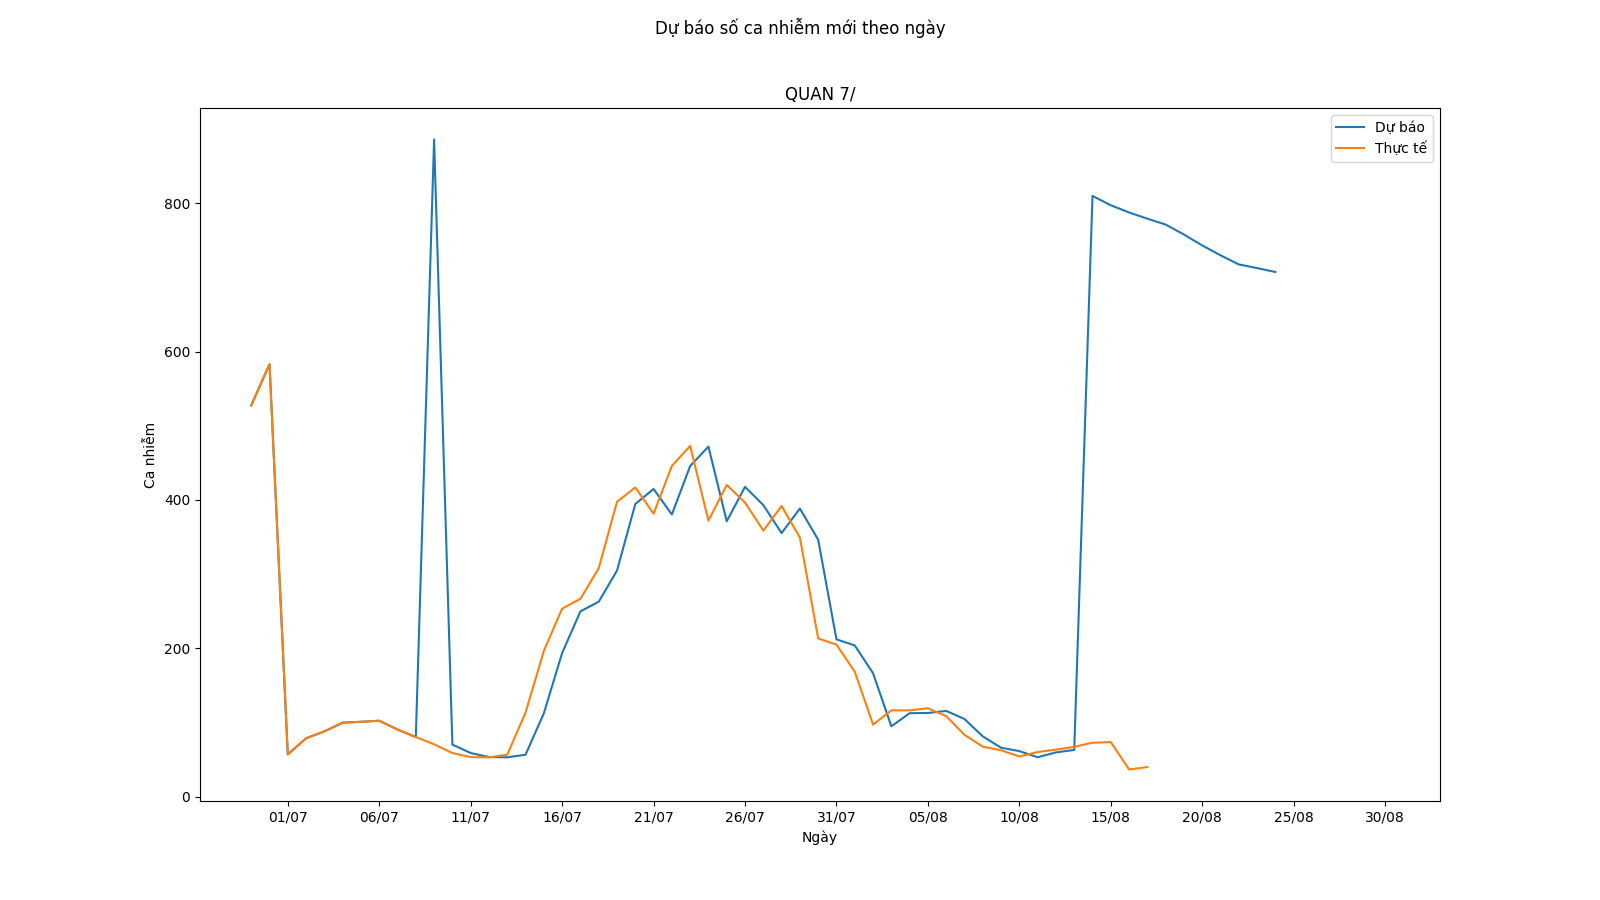 Dự báo số ca nhiễm mới theo ngày
QUAN 7/
Dự báo
Thực tế
800
600
400
200
0
Ca nhiễm
01/07 06/07 11/07 16/07 21/07 26/07 31/07 05/08 10/08 15/08 20/08 25/08 30/08
Ngày